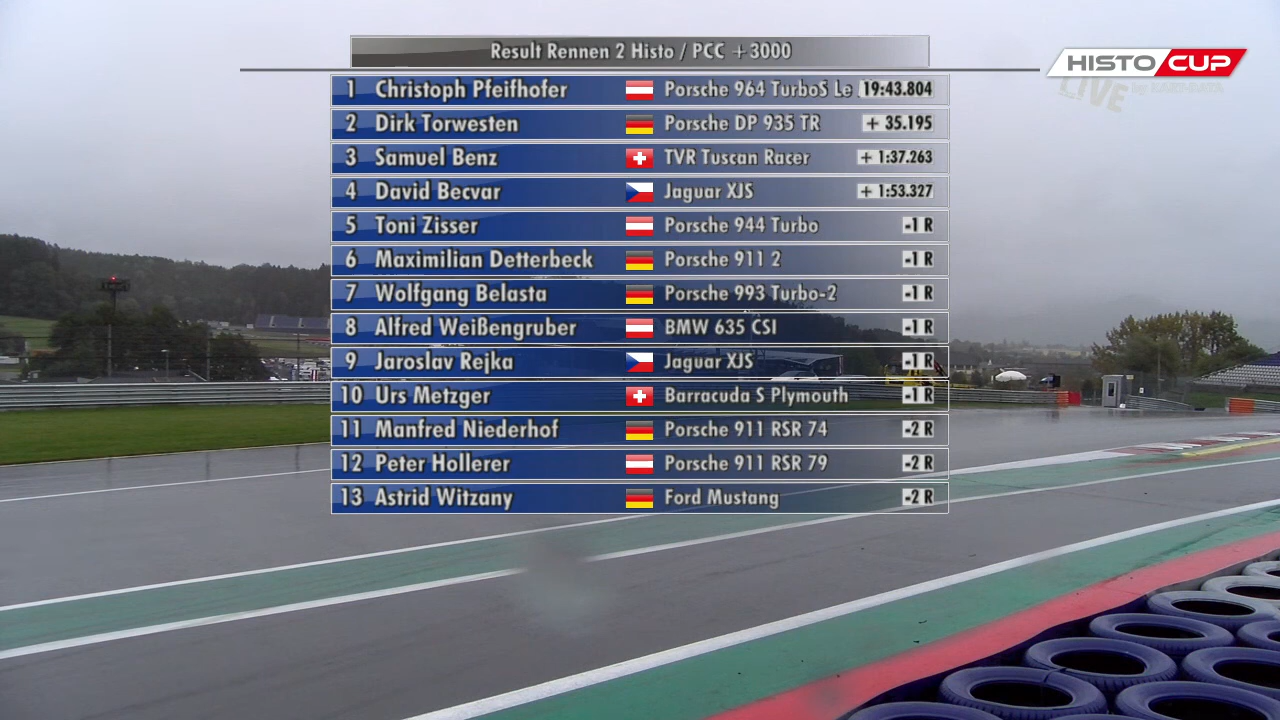 Result Rennen 2 Histo / PCC +3000
HISTO CUP
LIVE
1 Christoph Pfeifhofer Porsche 964 TurboS Le 19:43.804
2 Dirk Torwesten Porsche DP 935 TR + 35.195
3 Samuel Benz TVR Tuscan Racer + 1:37.263
4 David Becvar Jaguar XJS + 1:53.327
5 Toni Zisser Porsche 944 Turbo -1 R
6 Maximilian Detterbeck Porsche 911 2 -1 R
7 Wolfgang Belasta Porsche 993 Turbo-2 -1 R
8 Alfred Weißengruber BMW 635 CSI -1 R
9 Jaroslav Rejka Jaguar XJS -1 R
10 Urs Metzger Barracuda S Plymouth -1 R
11 Manfred Niederhof Porsche 911 RSR 74 -2 R
12 Peter Hollerer Porsche 911 RSR 79 -2 R
13 Astrid Witzany Ford Mustang -2 R